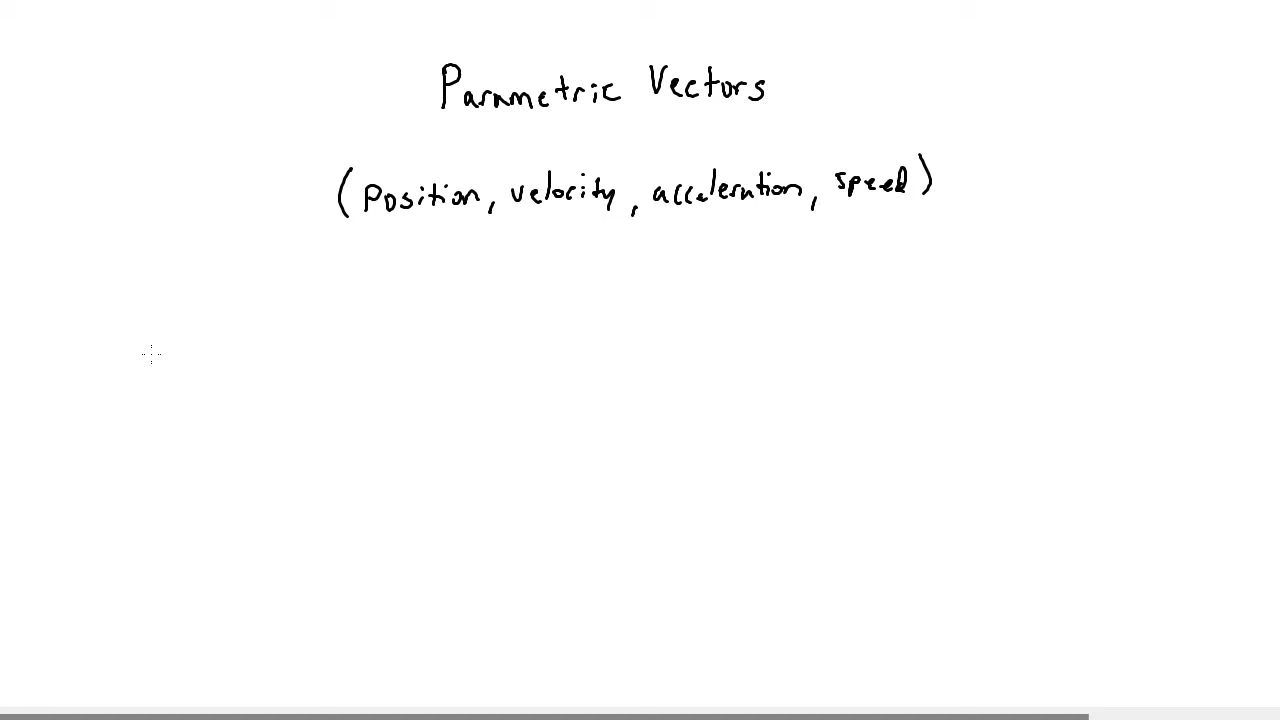 Parametric Vectors
(Position, velocity, acceleration, speed)